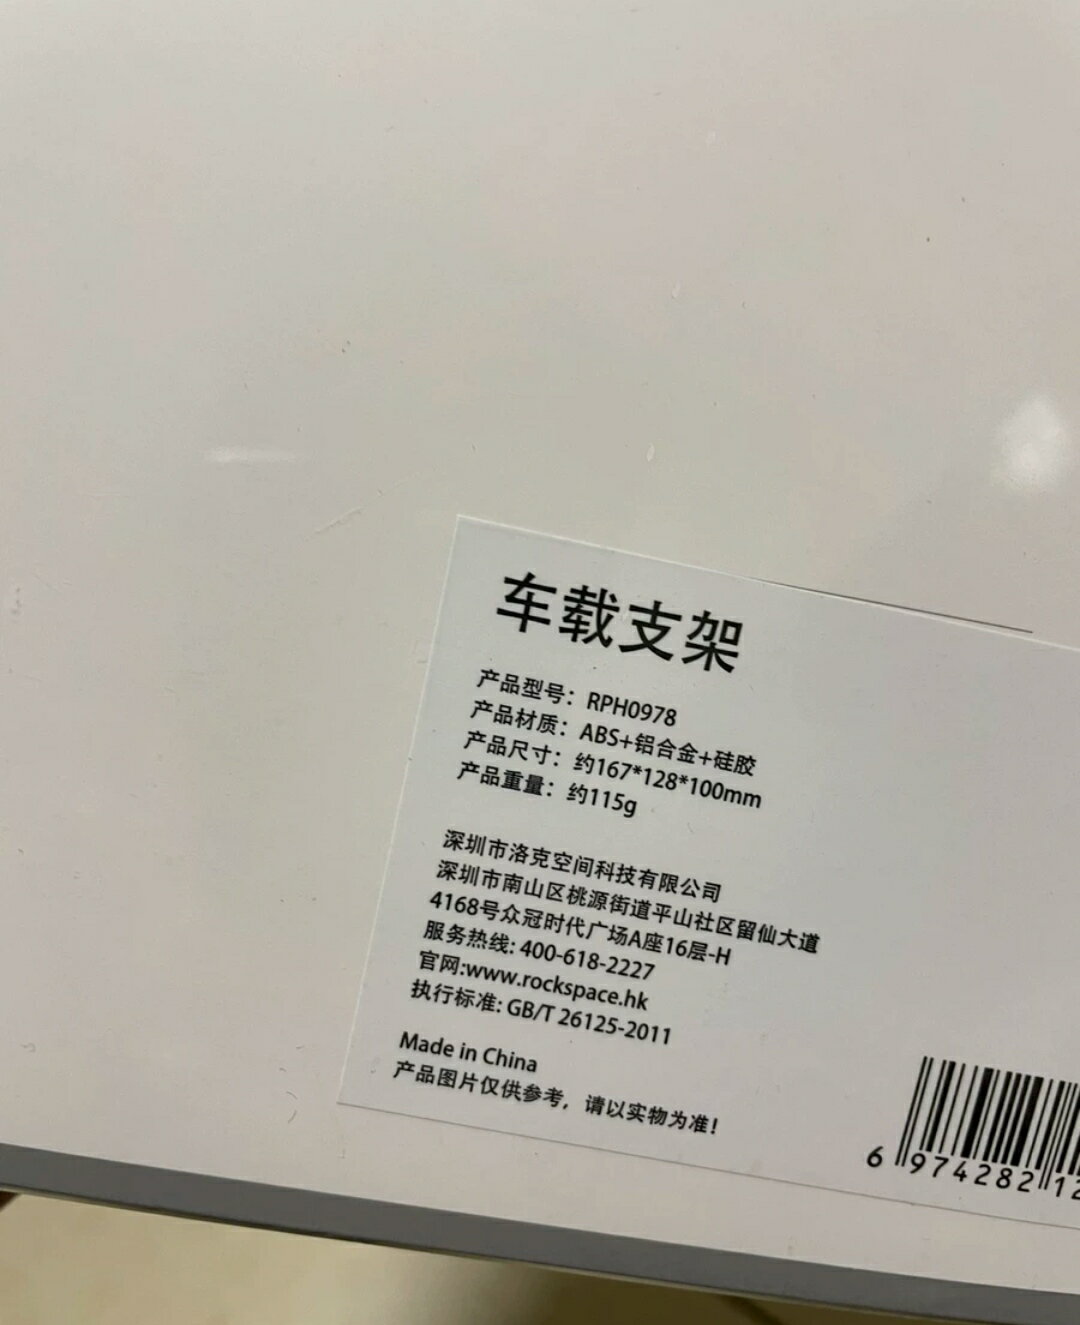 车载支架
产品型号：RPH0978
产品材质：ABS+铝合金+硅胶
产品尺寸：约167*128*100mm
产品重量：约115g
深圳市洛克空间科技有限公司
深圳市南山区桃源街道平山社区留仙大道
4168号众冠时代广场A座16层-H
服务热线: 400-618-2227
官网:www.rockspace.hk
执行标准: GB/T 26125-2011
Made in China
产品图片仅供参考，请以实物为准！
6 974282 12